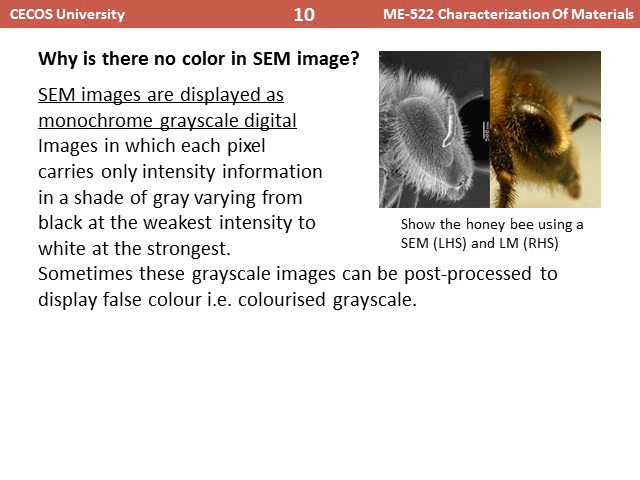 CECOS University
10
ME-522 Characterization Of Materials
Why is there no color in SEM image?
SEM images are displayed as
monochrome grayscale digital
Images in which each pixel
carries only intensity information
in a shade of gray varying from
black at the weakest intensity to
white at the strongest.
Sometimes these grayscale images can be post-processed to
display false colour i.e. colourised grayscale.
Show the honey bee using a
SEM (LHS) and LM (RHS)